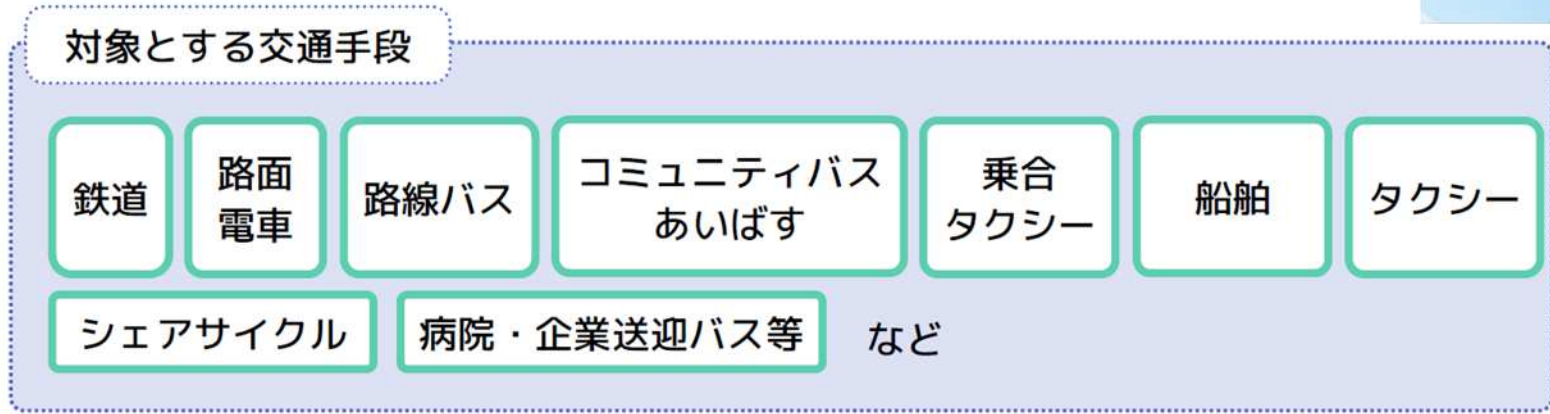 対象とする交通手段
鉄道
路面
電車
路線バス
コミュニティバス
あいばす
乗合
タクシー
船舶
タクシー
シェアサイクル
病院・企業送迎バス等
など